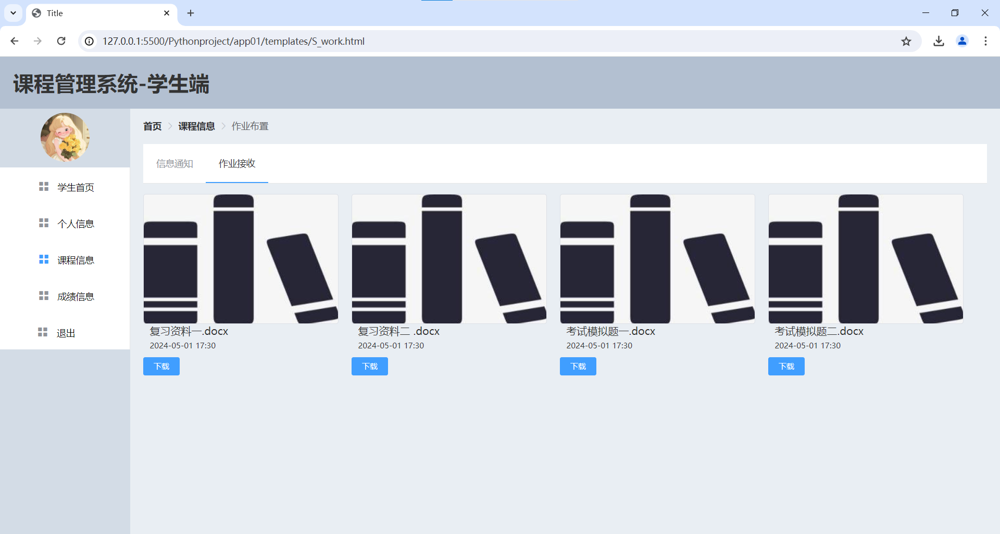 Title
127.0.0.1:5500/Pythonproject/app01/templates/S_work.html
课程管理系统-学生端
首页 课程信息 作业布置
信息通知 作业接收
学生首页
个人信息
课程信息
成绩信息
退出
复习资料一.docx
2024-05-01 17:30
下载
复习资料二 .docx
2024-05-01 17:30
下载
考试模拟题一.docx
2024-05-01 17:30
下载
考试模拟题二.docx
2024-05-01 17:30
下载